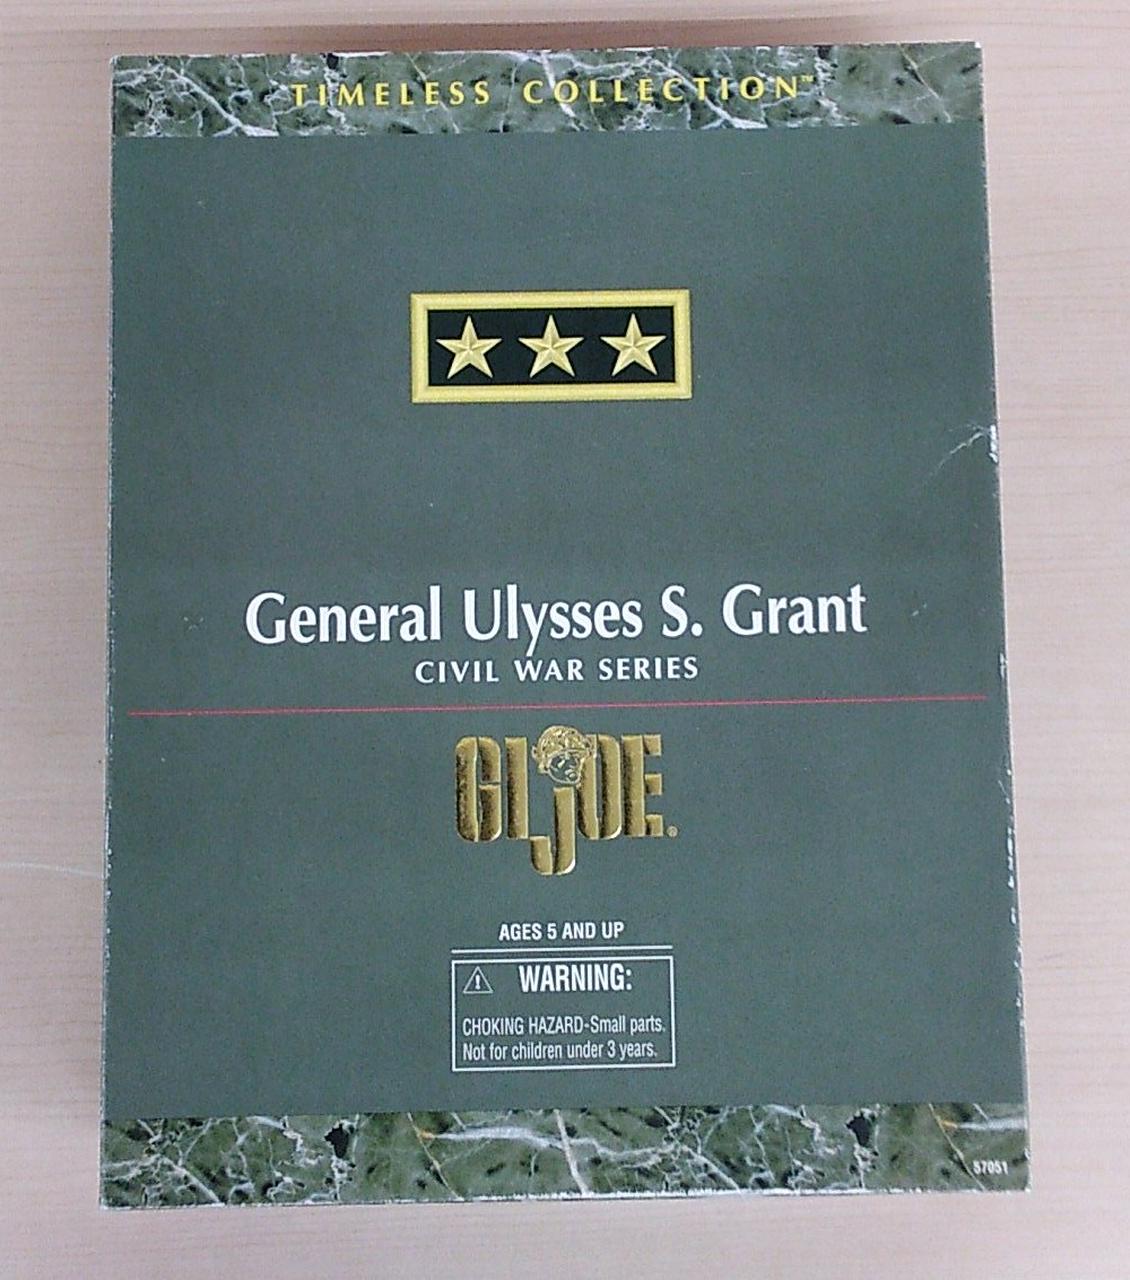 TIMELESS COLLECTION™
General Ulysses S. Grant
CIVIL WAR SERIES
GI JOE®
AGES 5 AND UP
WARNING:
CHOKING HAZARD-Small parts.
Not for children under 3 years.
57051